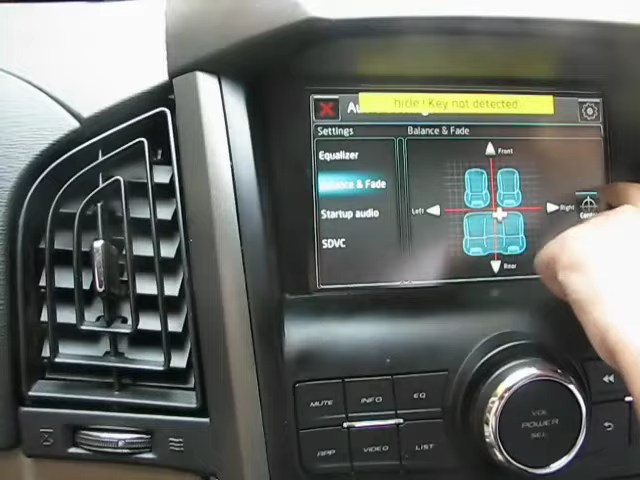 hicle ! Key not detected.
Settings
Balance & Fade
Equalizer
Balance & Fade
Startup audio
SDVC
Front
Left
Right
Rear
MUTE
INFO
EQ
APP
VIDEO
LIST
VOL
POWER
SEL